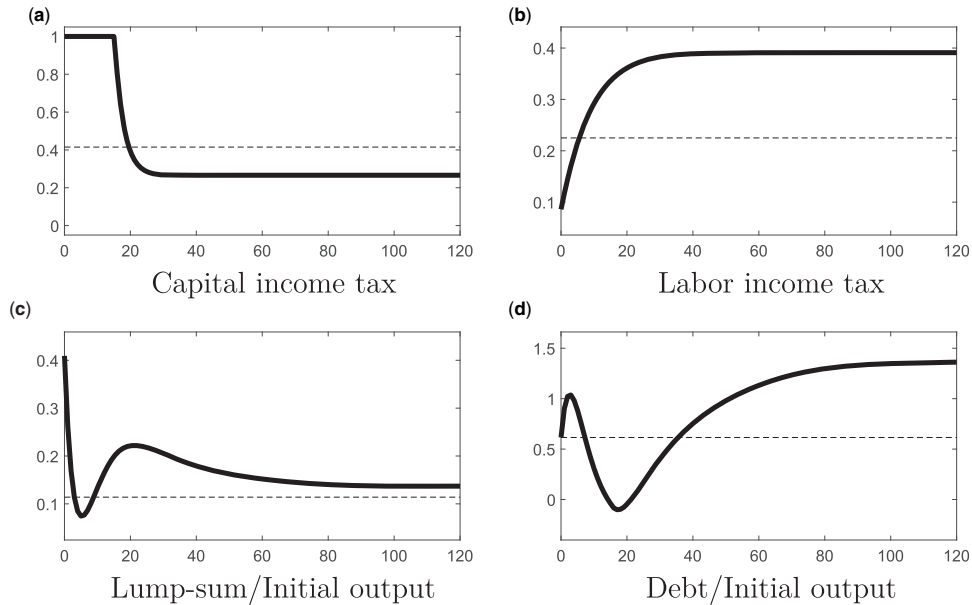 (a)
1
0.8
0.6
0.4
0.2
0
0 20 40 60 80 100 120
Capital income tax
(b)
0.4
0.3
0.2
0.1
0 20 40 60 80 100 120
Labor income tax
(c)
0.4
0.3
0.2
0.1
0 20 40 60 80 100 120
Lump-sum/Initial output
(d)
1.5
1
0.5
0
0 20 40 60 80 100 120
Debt/Initial output